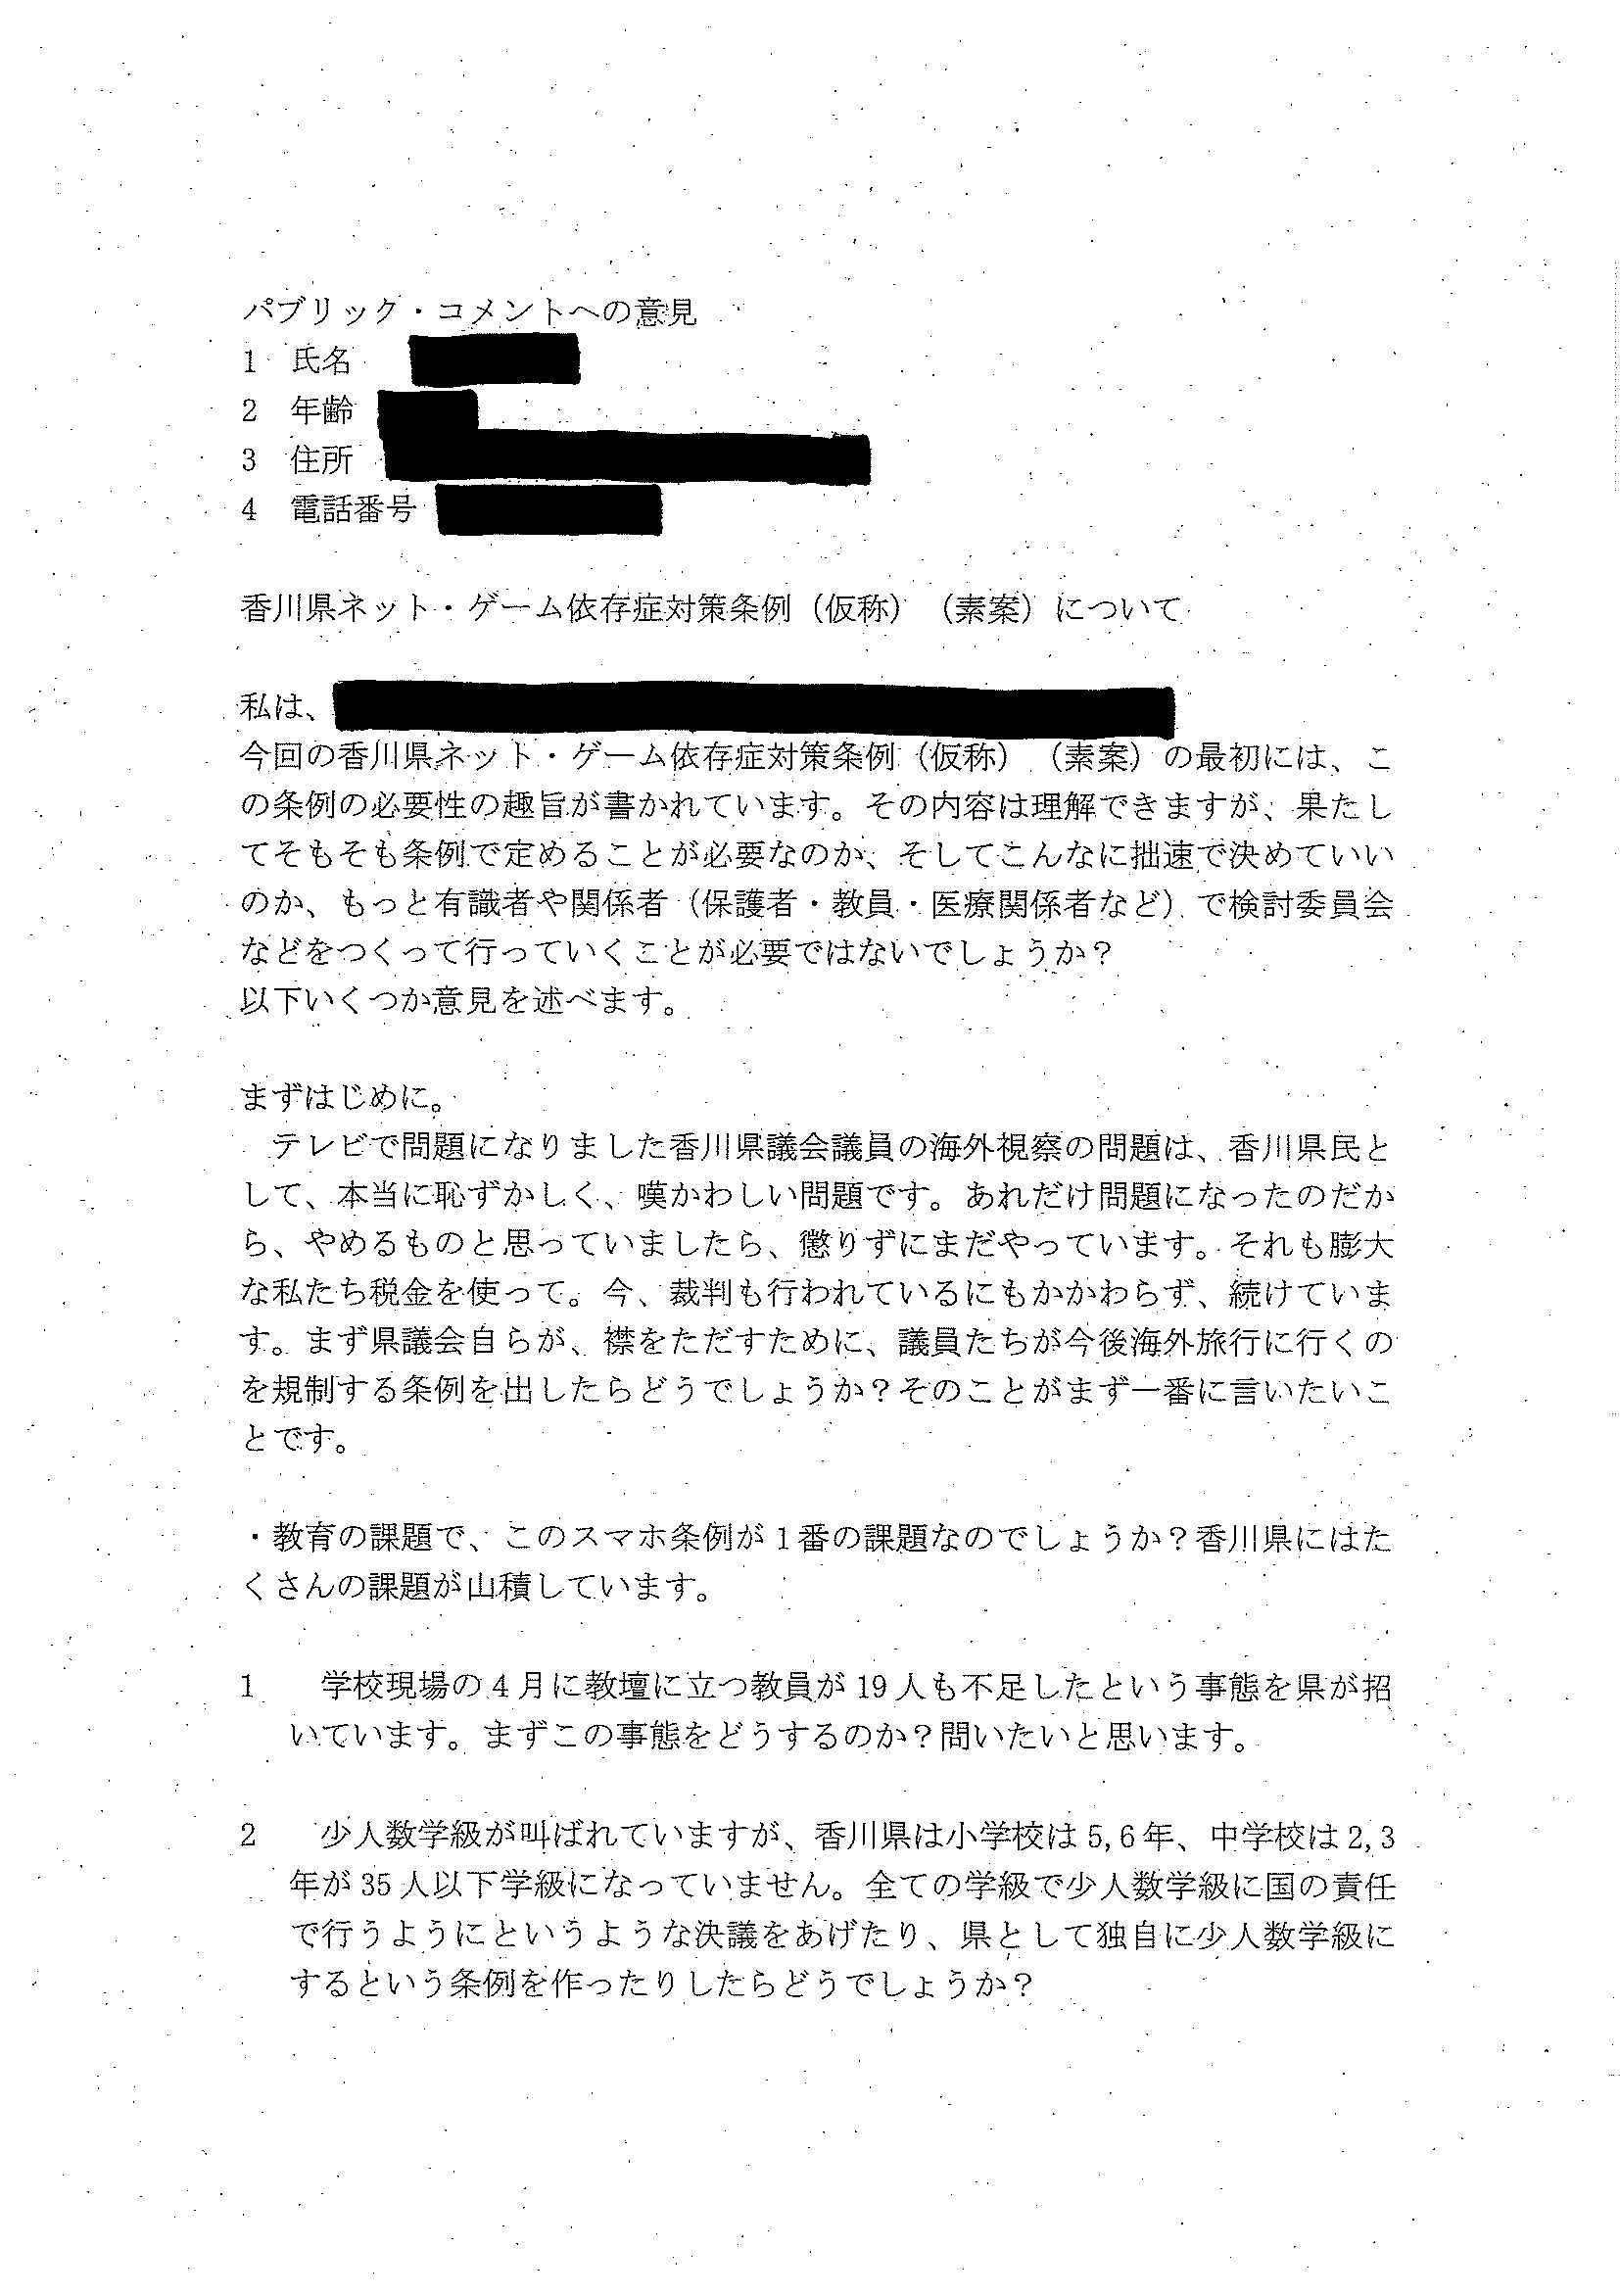 パブリック・コメントへの意見
1 氏名
2 年齢
3 住所
4 電話番号
香川県ネット・ゲーム依存症対策条例（仮称）（素案）について
私は、
今回の香川県ネット・ゲーム依存症対策条例（仮称）（素案）の最初には、こ
の条例の必要性の趣旨が書かれています。その内容は理解できますが、果たし
てそもそも条例で定めることが必要なのか、そしてこんなに拙速で決めていい
のか、もっと有識者や関係者（保護者・教員・医療関係者など）で検討委員会
などをつくって行っていくことが必要ではないでしょうか？
以下いくつか意見を述べます。
まずはじめに。
テレビで問題になりました香川県議会議員の海外視察の問題は、香川県民と
して、本当に恥ずかしく、嘆かわしい問題です。あれだけ問題になったのだか
ら、やめるものと思っていましたら、懲りずにまだやっています。それも膨大
な私たち税金を使って。今、裁判も行われているにもかかわらず、続けていま
す。まず県議会自らが、襟をただすために、議員たちが今後海外旅行に行くの
を規制する条例を出したらどうでしょうか？そのことがまず一番に言いたいこ
とです。
・教育の課題で、このスマホ条例が１番の課題なのでしょうか？香川県にはた
くさんの課題が山積しています。
1 学校現場の４月に教壇に立つ教員が 19 人も不足したという事態を県が招
いています。まずこの事態をどうするのか？問いたいと思います。
2 少人数学級が叫ばれていますが、香川県は小学校は 5, 6 年、中学校は 2, 3
年が 35 人以下学級になっていません。全ての学級で少人数学級に国の責任
で行うようにというような決議をあげたり、県として独自に少人数学級に
するという条例を作ったりしたらどうでしょうか？